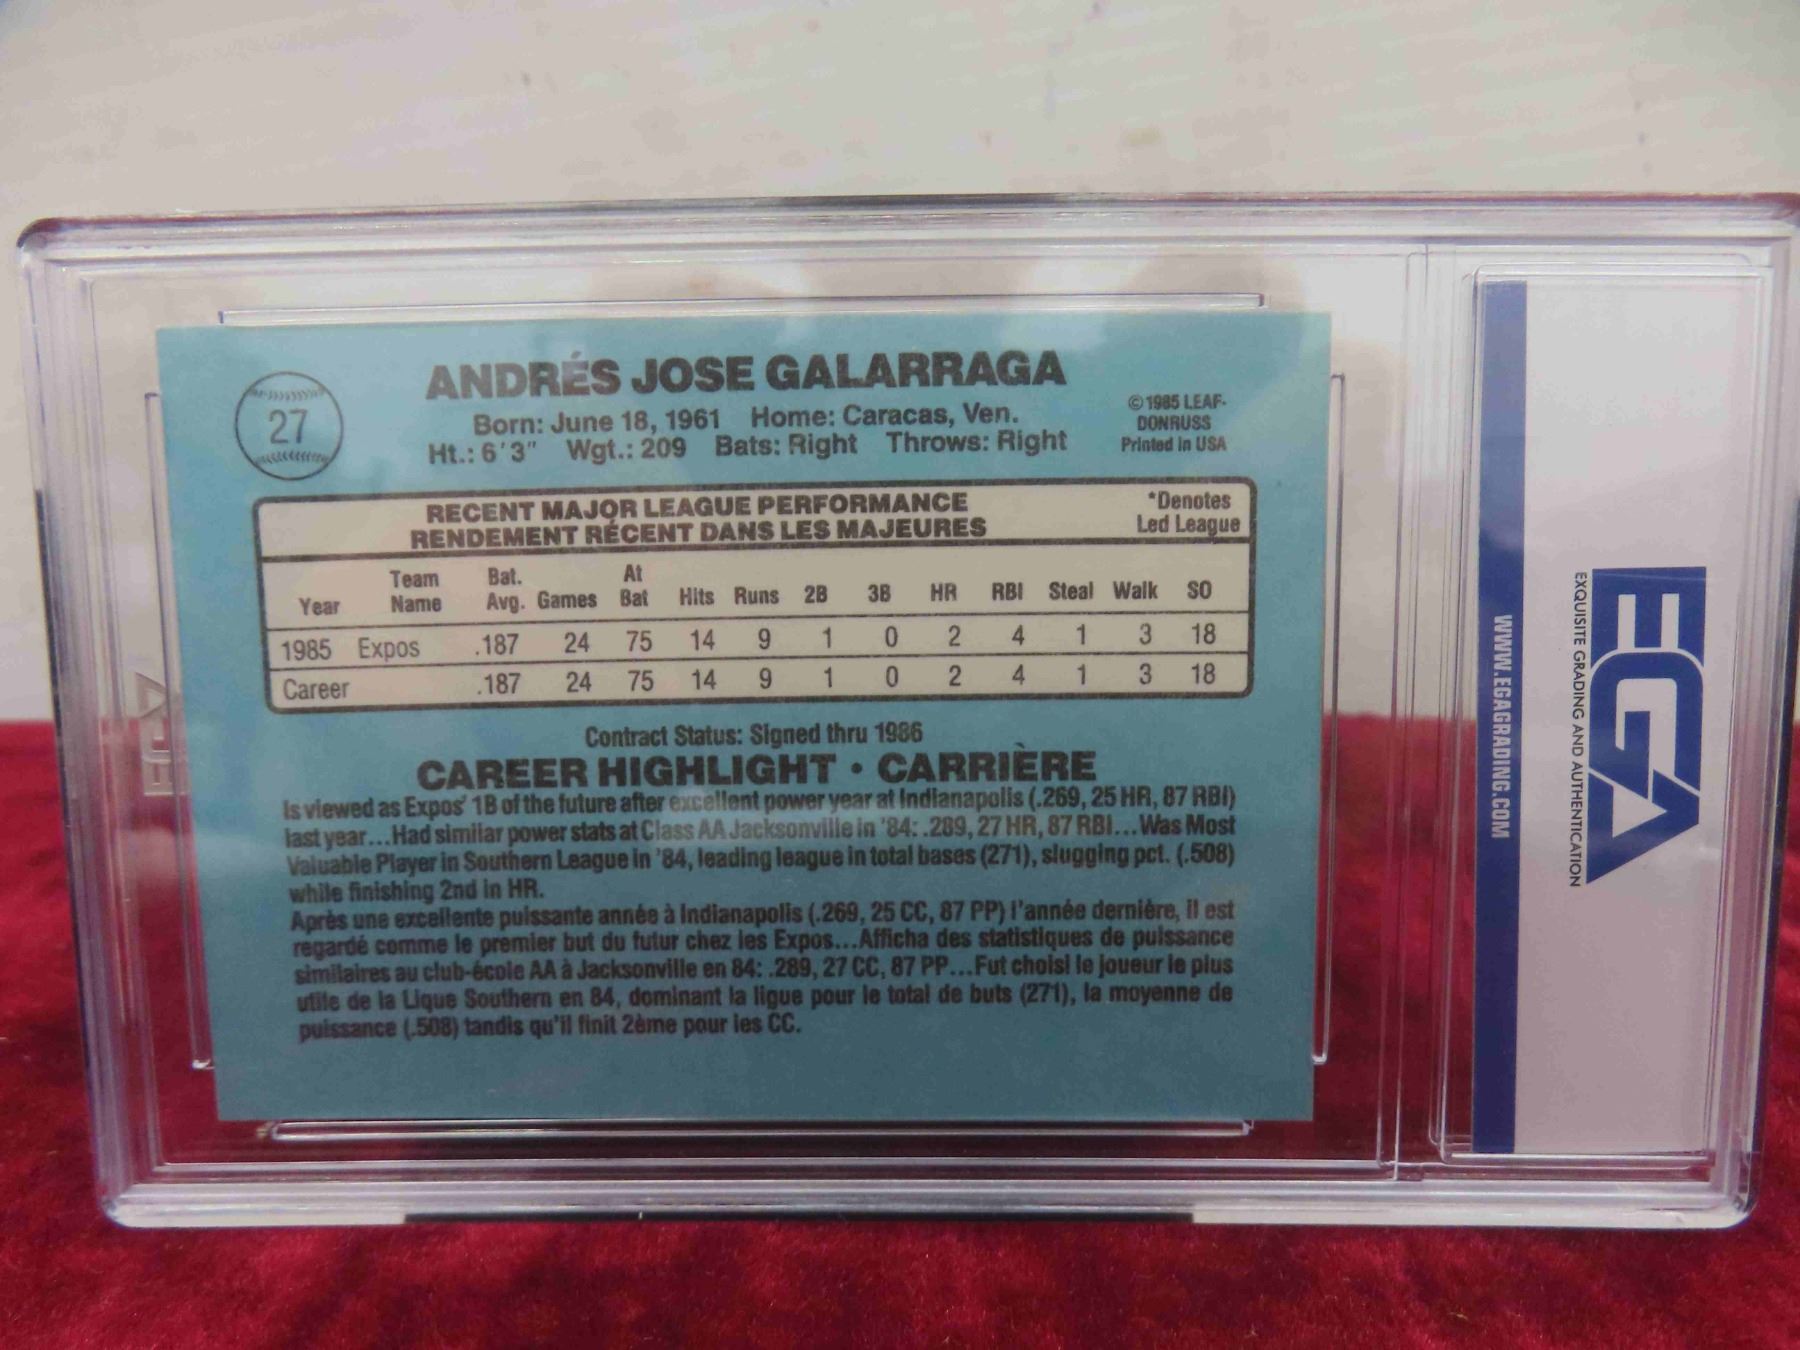 27
ANDRÉS JOSE GALARRAGA
Born: June 18, 1961 Home: Caracas, Ven.
Ht.: 6'3" Wgt.: 209 Bats: Right Throws: Right
© 1985 LEAF-
DONRUSS
Printed in USA
RECENT MAJOR LEAGUE PERFORMANCE
RENDEMENT RÉCENT DANS LES MAJEURES
*Denotes
Led League
Year Team Name Bat. Avg. Games At Bat Hits Runs 2B 3B HR RBI Steal Walk SO
1985 Expos .187 24 75 14 9 1 0 2 4 1 3 18
Career .187 24 75 14 9 1 0 2 4 1 3 18
Contract Status: Signed thru 1986
CAREER HIGHLIGHT • CARRIÈRE
Is viewed as Expos' 1B of the future after excellent power year at Indianapolis (.269, 25 HR, 87 RBI)
last year...Had similar power stats at Class AA Jacksonville in '84: .289, 27 HR, 87 RBI...Was Most
Valuable Player in Southern League in '84, leading league in total bases (271), slugging pct. (.508)
while finishing 2nd in HR.
Après une excellente puissante année à Indianapolis (.269, 25 CC, 87 PP) l'année dernière, il est
regardé comme le premier but du futur chez les Expos...Afficha des statistiques de puissance
similaires au club-école AA à Jacksonville en 84: .289, 27 CC, 87 PP...Fut choisi le joueur le plus
utile de la Lique Southern en 84, dominant la ligue pour le total de buts (271), la moyenne de
puissance (.508) tandis qu'il finit 2ème pour les CC.
EGA
EXQUISITE GRADING AND AUTHENTICATION
WWW.EGAGRADING.COM
EGA